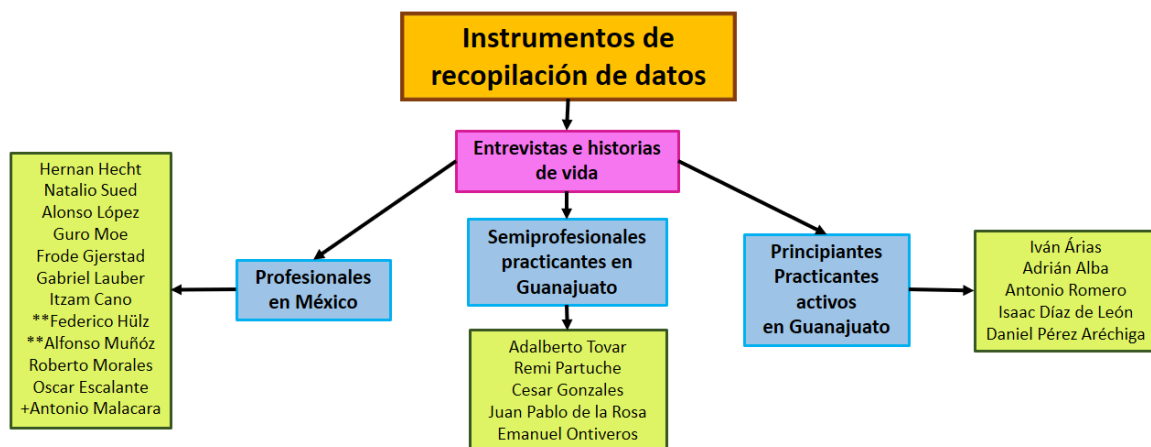 Instrumentos de
recopilación de datos
Entrevistas e historias
de vida
Profesionales
en México
Hernan Hecht
Natalio Sued
Alonso López
Guro Moe
Frode Gjerstad
Gabriel Lauber
Itzam Cano
**Federico Hülz
**Alfonso Muñóz
Roberto Morales
Oscar Escalante
+Antonio Malacara
Semiprofesionales
practicantes en
Guanajuato
Adalberto Tovar
Remi Partuche
Cesar Gonzales
Juan Pablo de la Rosa
Emanuel Ontiveros
Principiantes
Practicantes
activos
en Guanajuato
Iván Árias
Adrián Alba
Antonio Romero
Isaac Díaz de León
Daniel Pérez Aréchiga